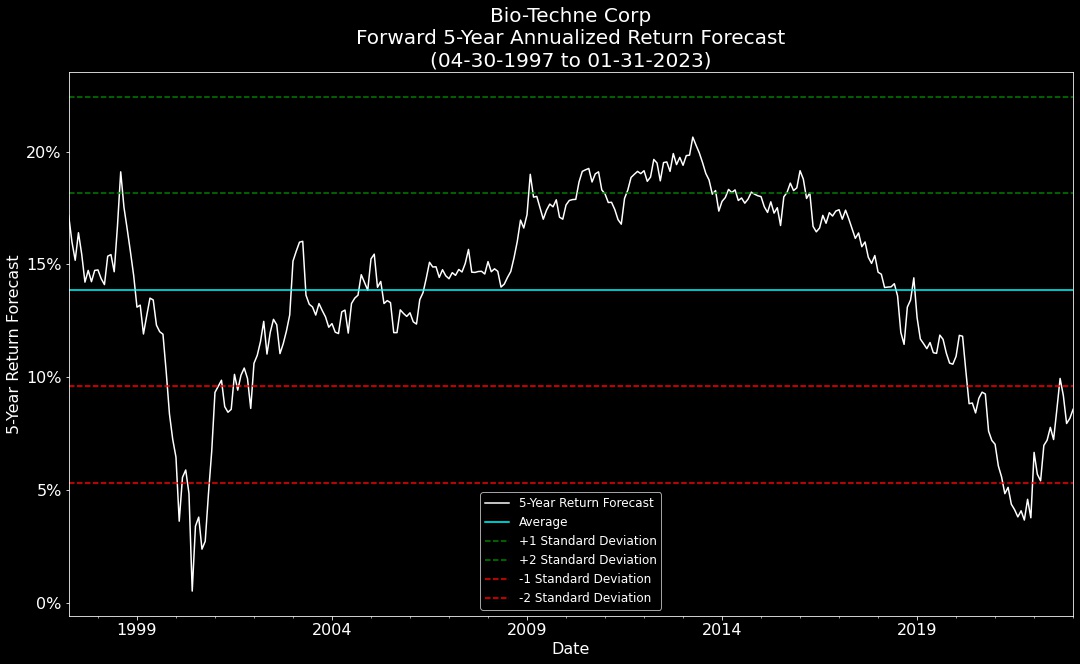 Bio-Techne Corp
Forward 5-Year Annualized Return Forecast
(04-30-1997 to 01-31-2023)
5-Year Return Forecast
20%
15%
10%
5%
0%
5-Year Return Forecast
Average
+1 Standard Deviation
+2 Standard Deviation
-1 Standard Deviation
-2 Standard Deviation
1999
2004
2009
2014
2019
Date